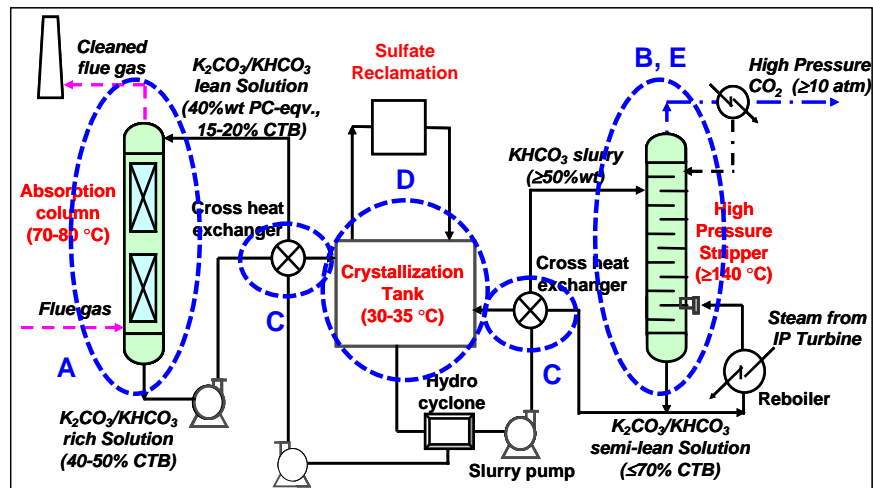 Cleaned
flue gas
K2CO3/KHCO3
lean Solution
(40%wt PC-eqv.,
15-20% CTB)
Sulfate
Reclamation
B, E
High Pressure
CO2 (≥10 atm)
KHCO3 slurry
(≥50%wt)
D
Absorption
column
(70-80 °C)
Cross heat
exchanger
Crystallization
Tank
(30-35 °C)
Cross heat
exchanger
High
Pressure
Stripper
(≥140 °C)
Flue gas
A
C
C
Steam from
IP Turbine
Hydro
cyclone
Reboiler
K2CO3/KHCO3
rich Solution
(40-50% CTB)
Slurry pump
K2CO3/KHCO3
semi-lean Solution
(≤70% CTB)